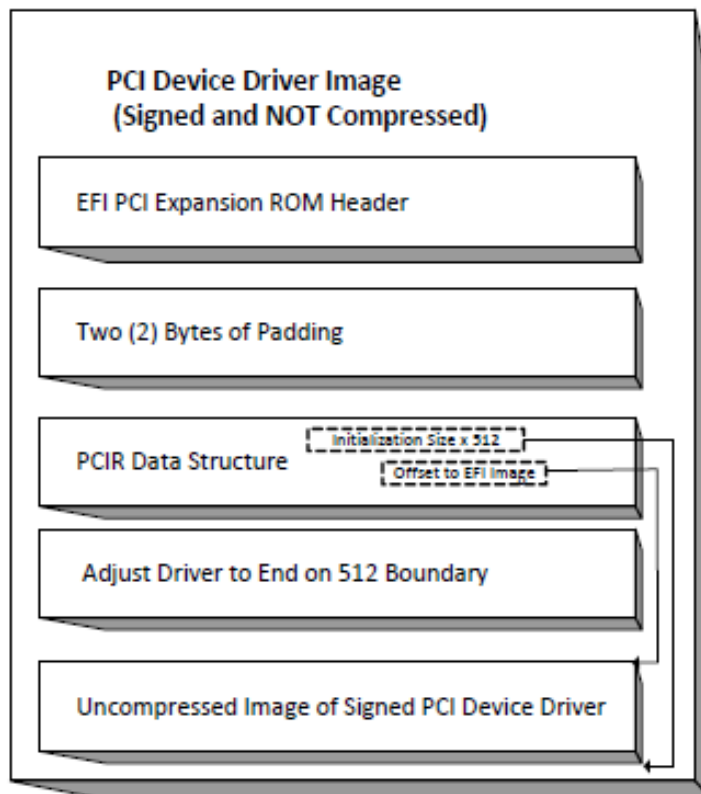 PCI Device Driver Image
(Signed and NOT Compressed)
EFI PCI Expansion ROM Header
Two (2) Bytes of Padding
Initialization Size x 512
PCIR Data Structure
Offset to EFI Image
Adjust Driver to End on 512 Boundary
Uncompressed Image of Signed PCI Device Driver